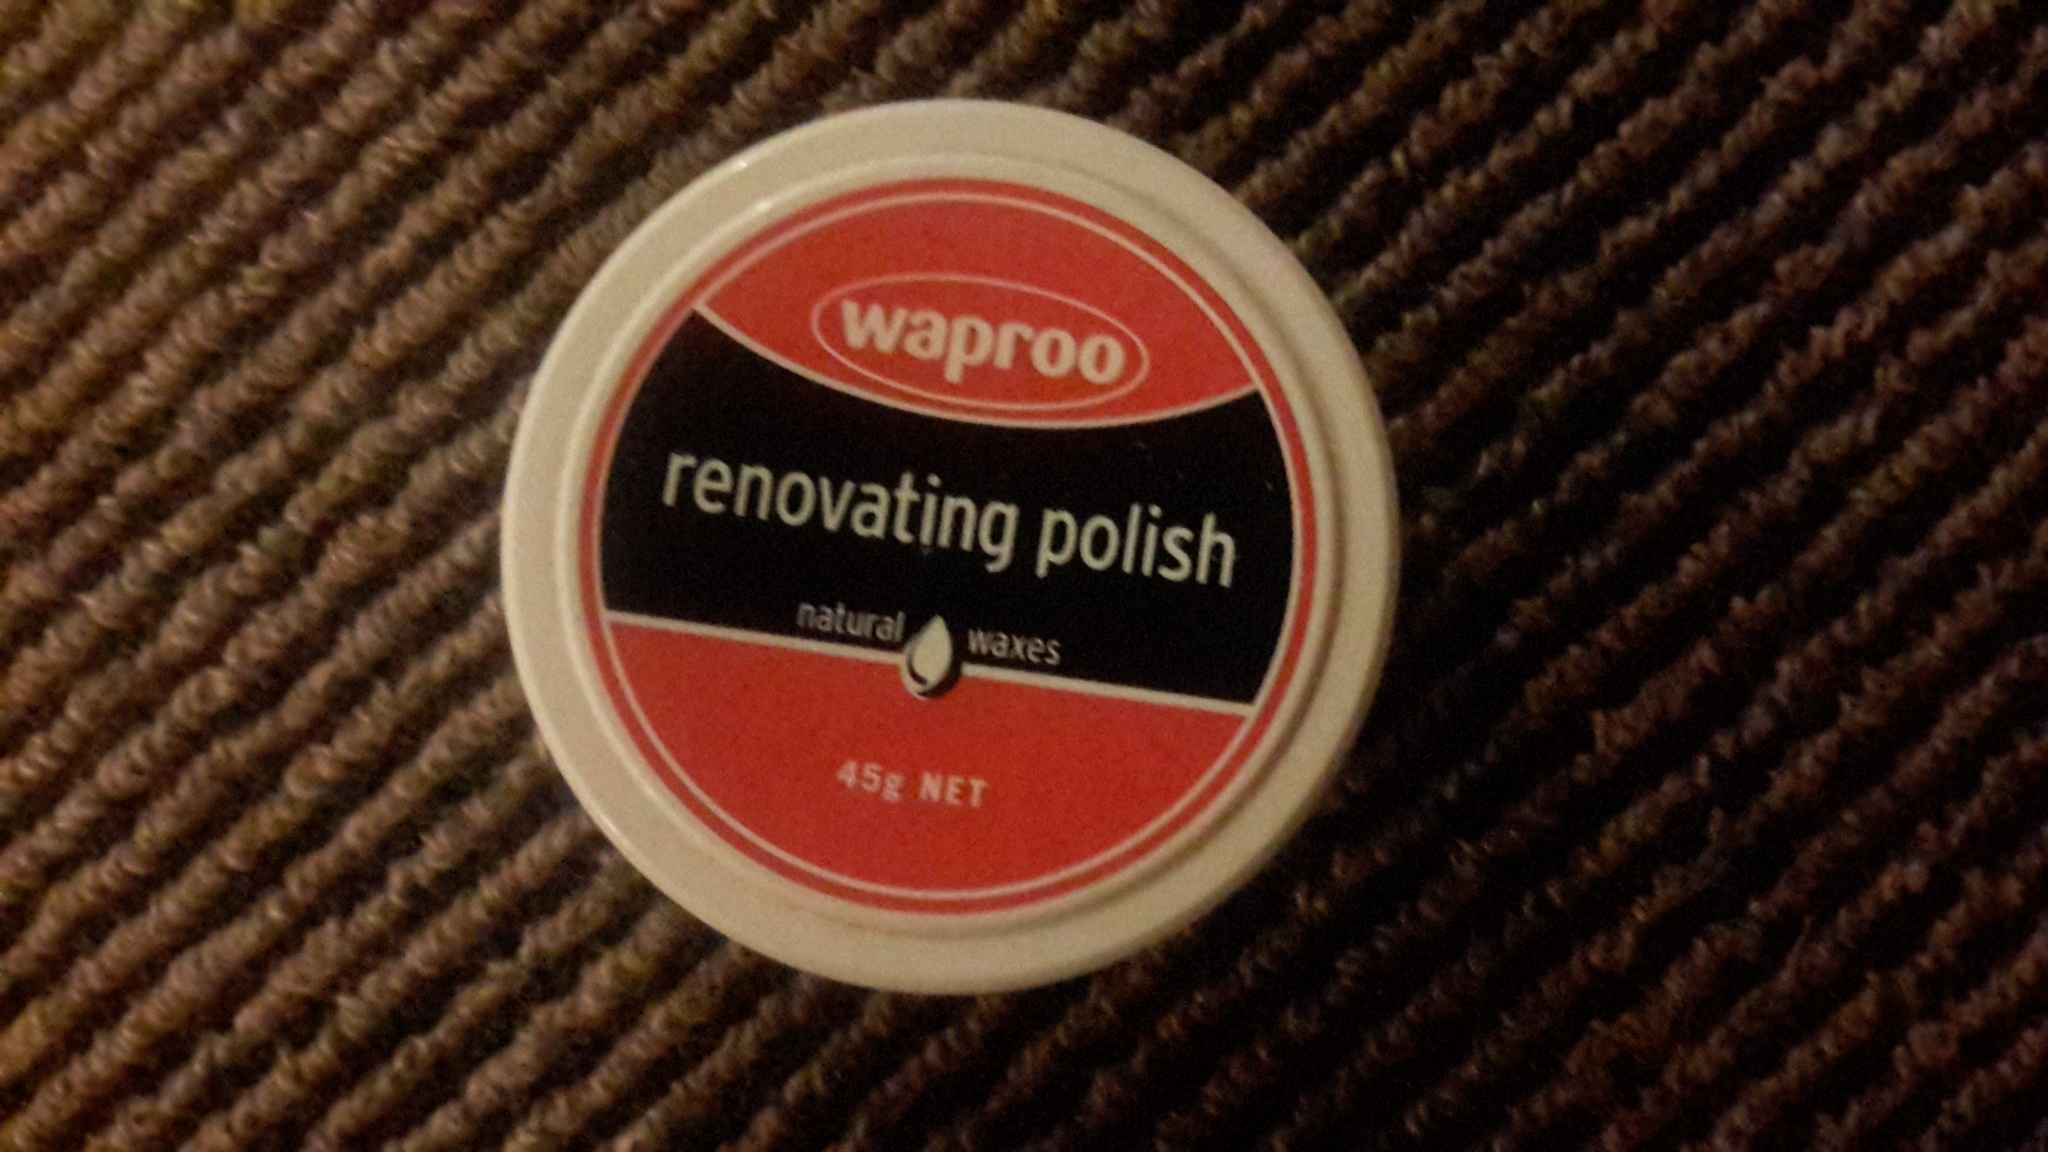 waproo
renovating polish
natural waxes
45g NET